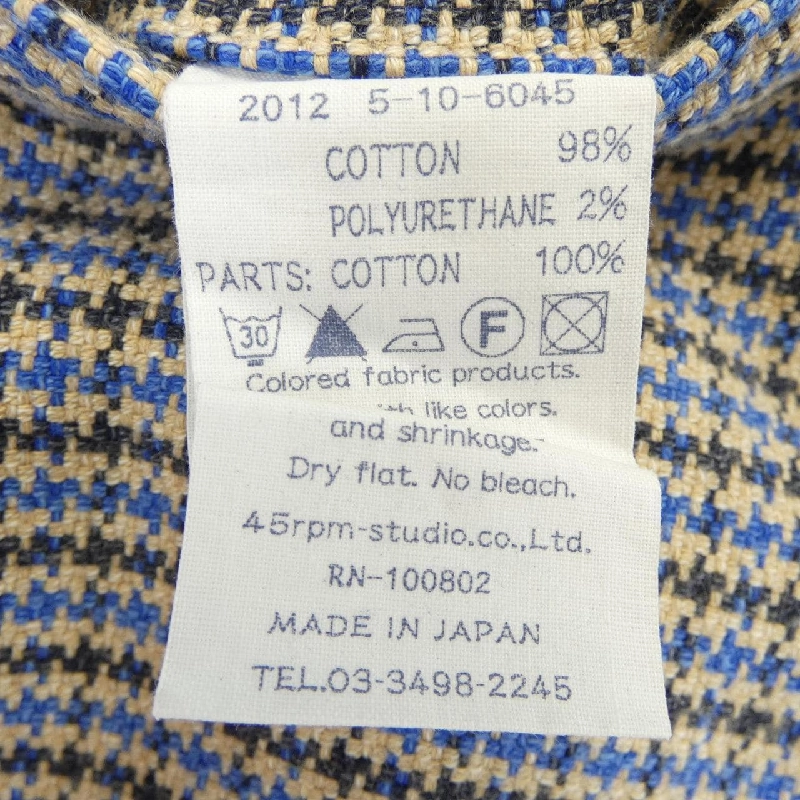 2012 5-10-6045
COTTON 98%
POLYURETHANE 2%
PARTS: COTTON 100%
30 F
Colored fabric products.
like colors.
and shrinkage.
Dry flat. No bleach.
45rpm-studio.co.,Ltd.
RN-100802
MADE IN JAPAN
TEL.03-3498-2245